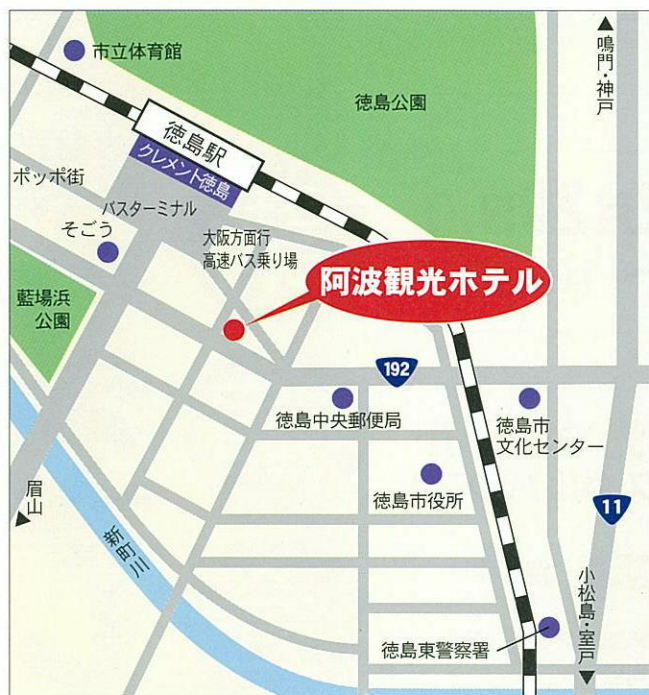 市立体育館
鳴門・神戸
徳島公園
徳島駅
クレメント徳島
ポッポ街
バスターミナル
そごう
大阪方面行
高速バス乗り場
阿波観光ホテル
藍場浜
公園
192
徳島中央郵便局
徳島市
文化センター
徳島市役所
眉山
11
新町川
小松島・室戸
徳島東警察署